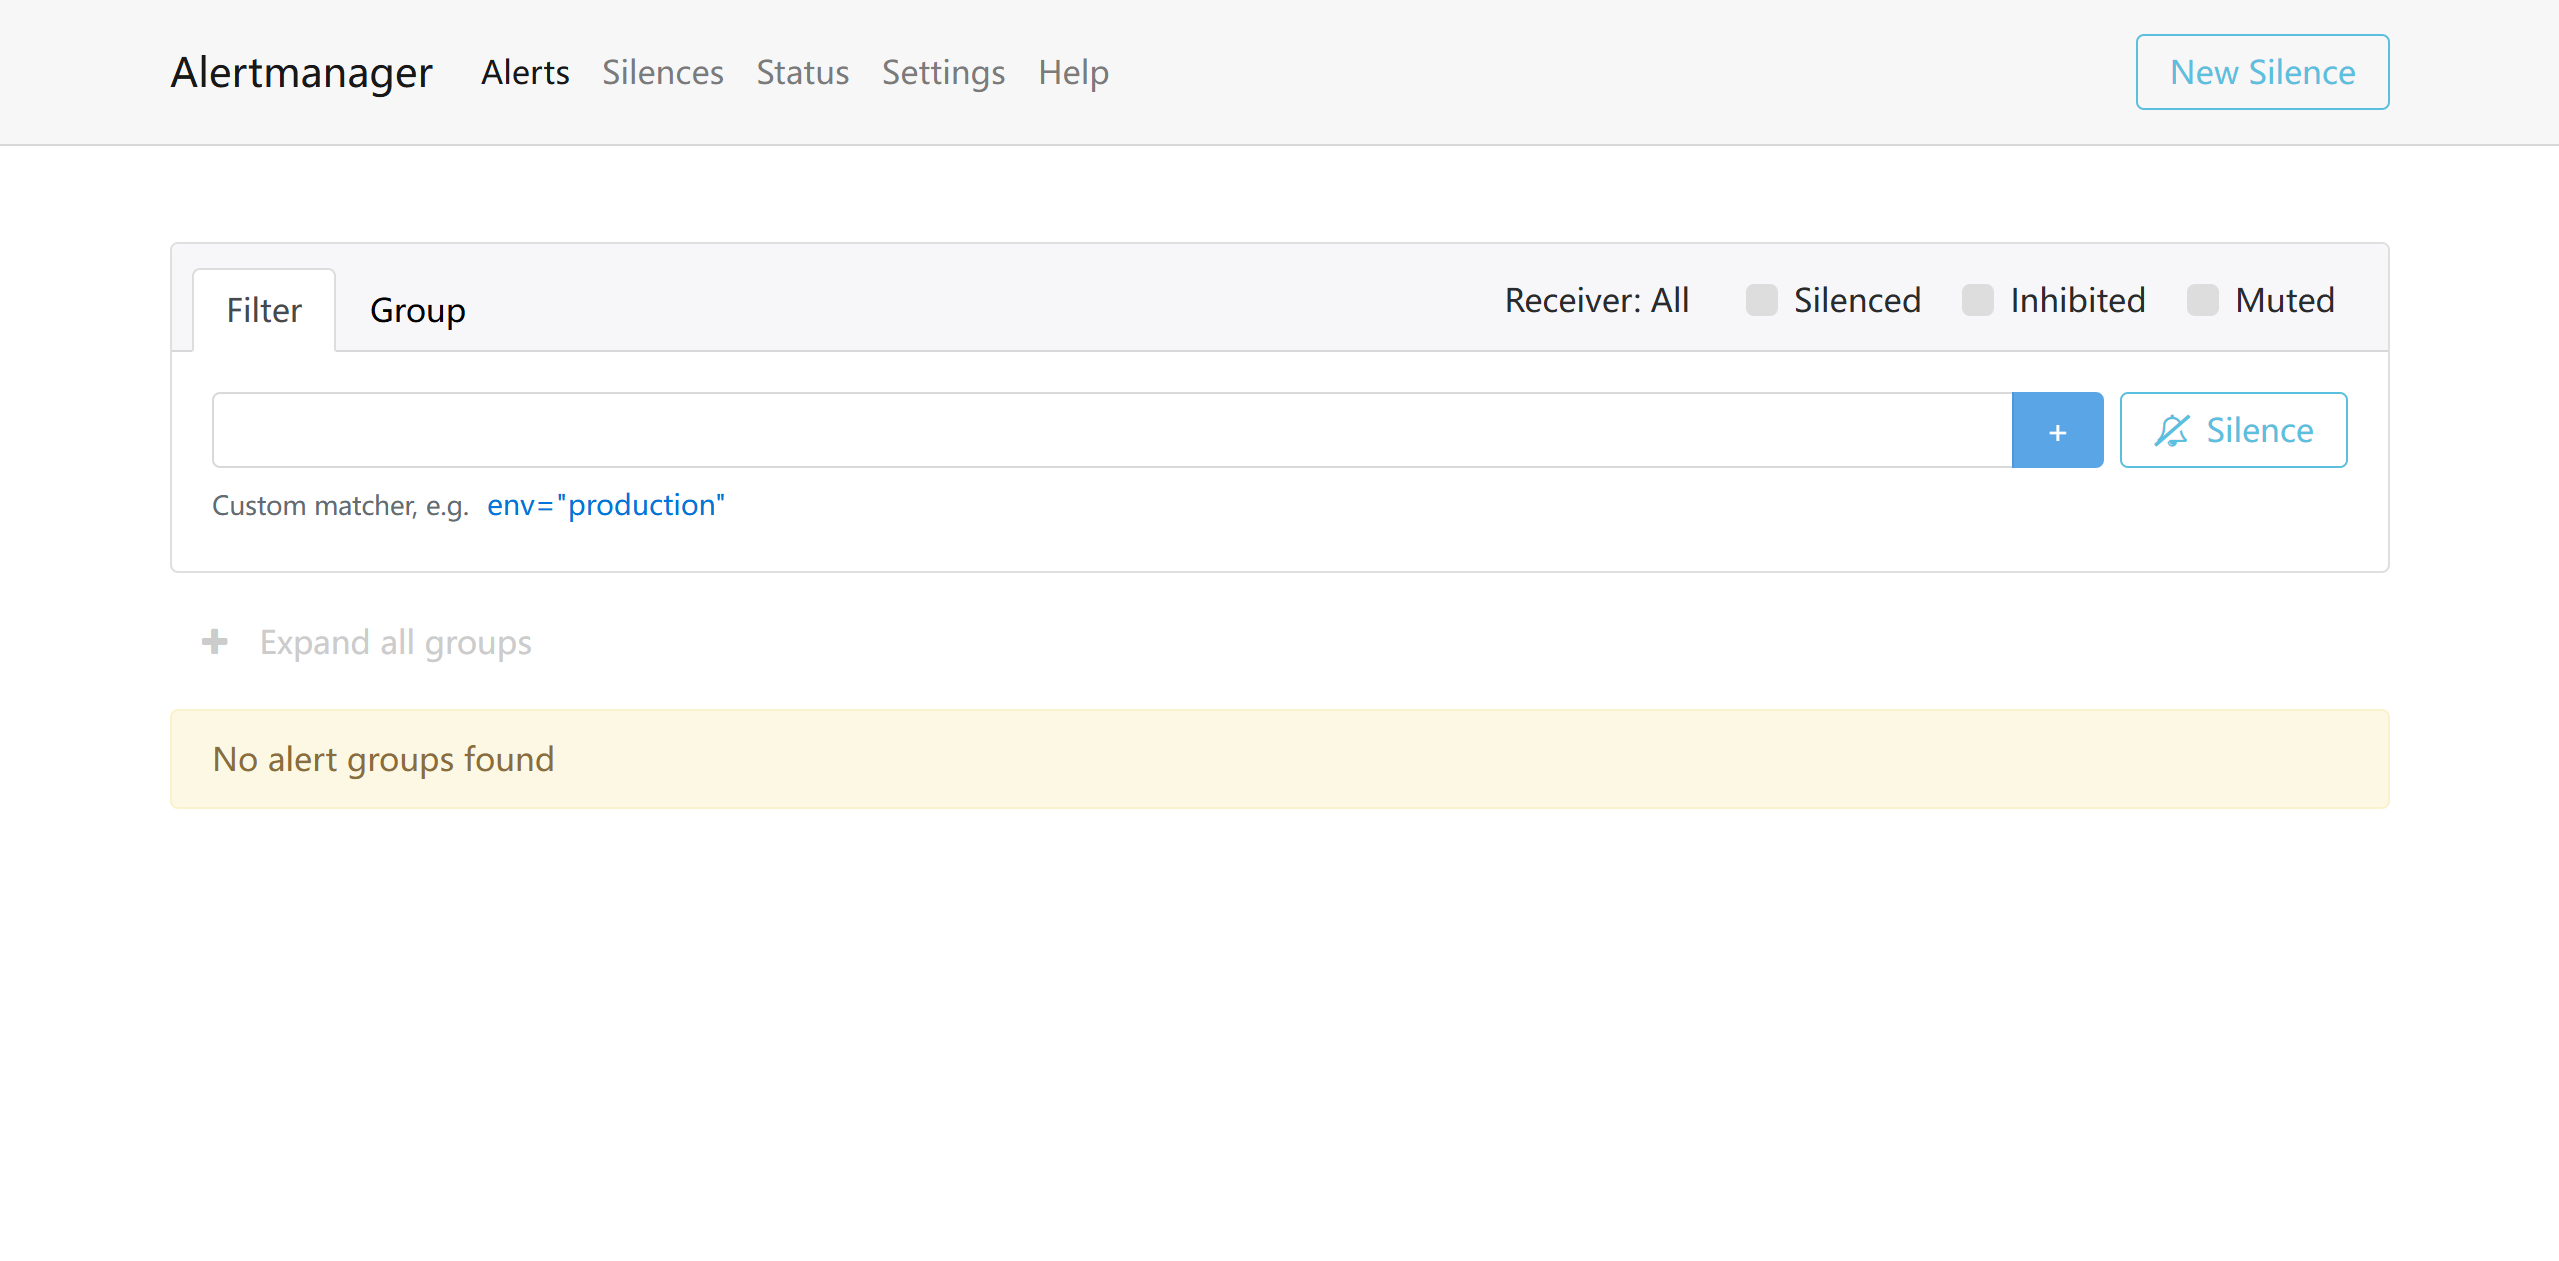 Alertmanager Alerts Silences Status Settings Help New Silence
Filter Group Receiver: All Silenced Inhibited Muted
+ Silence
Custom matcher, e.g. env="production"
Expand all groups
No alert groups found